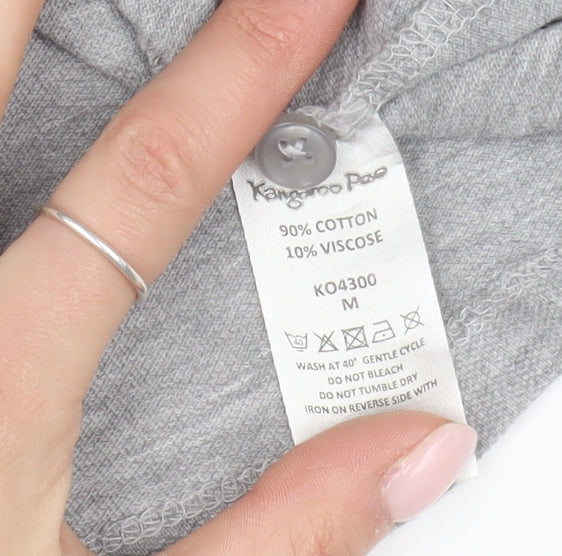 Kangaroo Poo
90% COTTON
10% VISCOSE
KO4300
M
40
WASH AT 40° GENTLE CYCLE
DO NOT BLEACH
DO NOT TUMBLE DRY
IRON ON REVERSE SIDE WITH